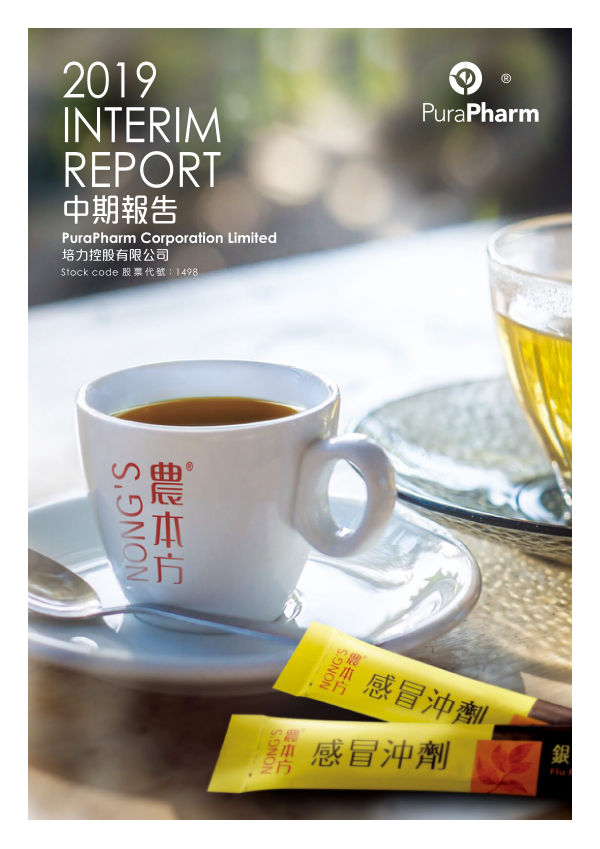 2019
INTERIM
REPORT
中期報告
PuraPharm Corporation Limited
培力控股有限公司
Stock code 股票代號：1498
®
PuraPharm
NONG'S
農本方®
NONG'S
農本方
感冒沖劑
NONG'S
農本方
感冒沖劑
銀
Flu